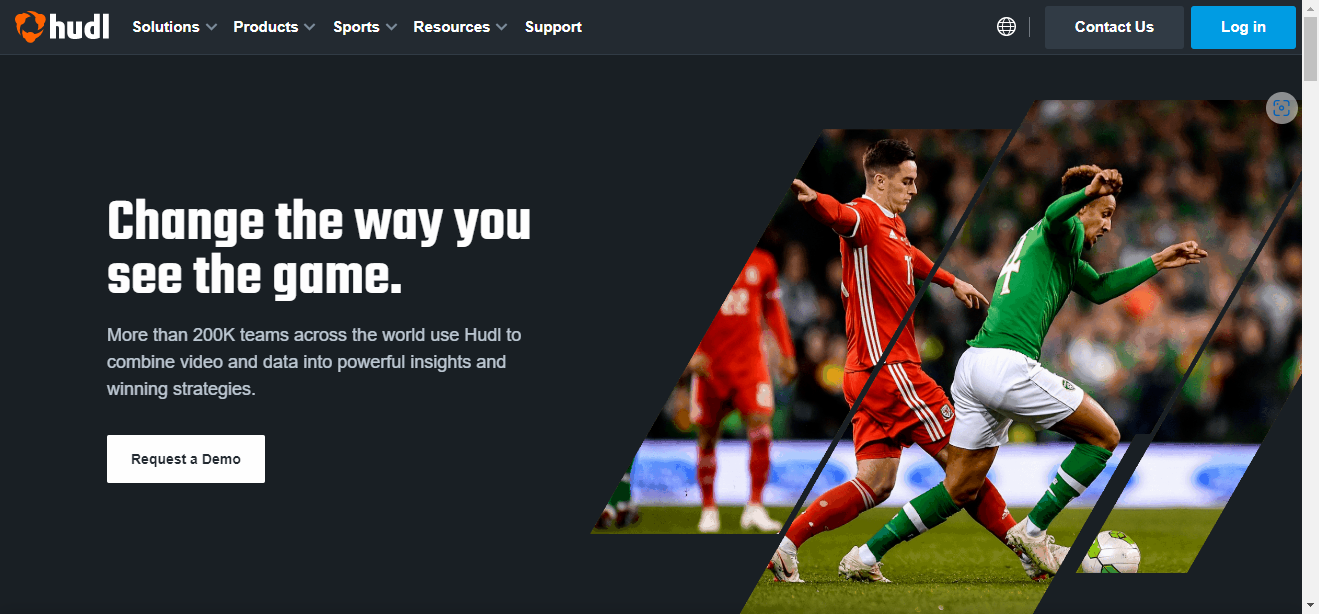 hudl
Solutions
Products
Sports
Resources
Support
Contact Us
Log in
Change the way you
see the game.
More than 200K teams across the world use Hudl to
combine video and data into powerful insights and
winning strategies.
Request a Demo